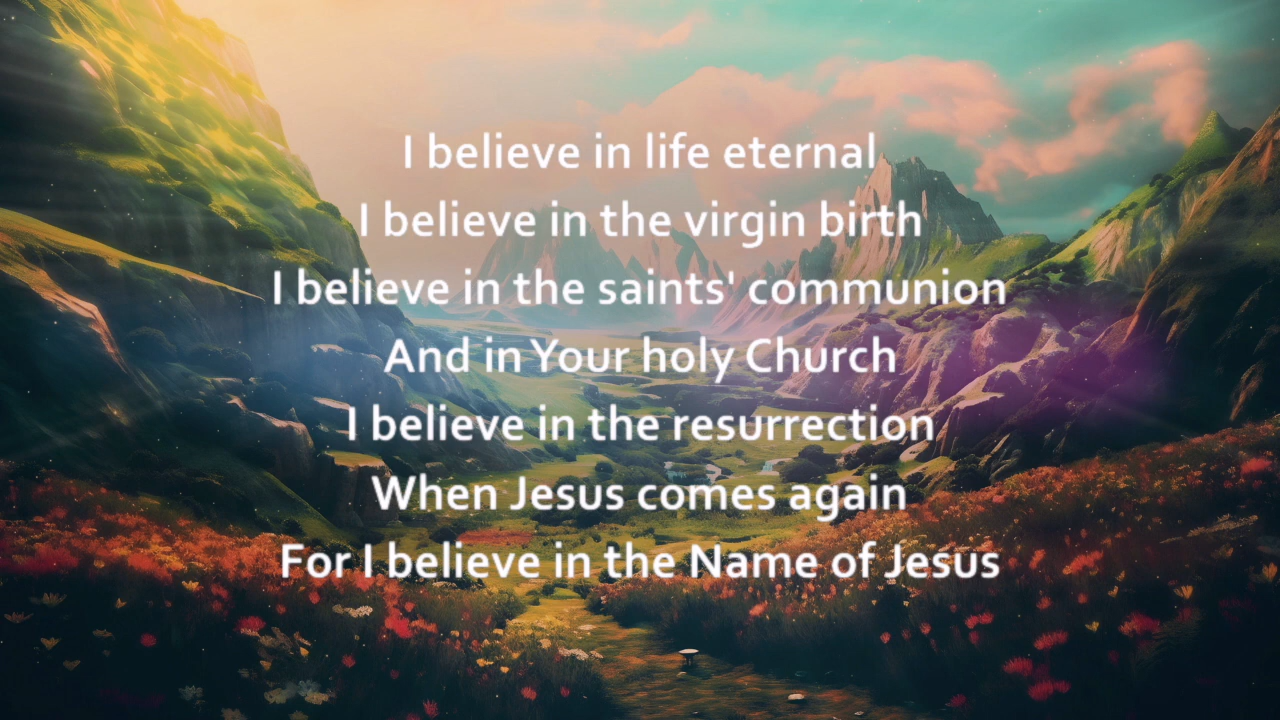 I believe in life eternal
I believe in the virgin birth
I believe in the saints' communion
And in Your holy Church
I believe in the resurrection
When Jesus comes again
For I believe in the Name of Jesus